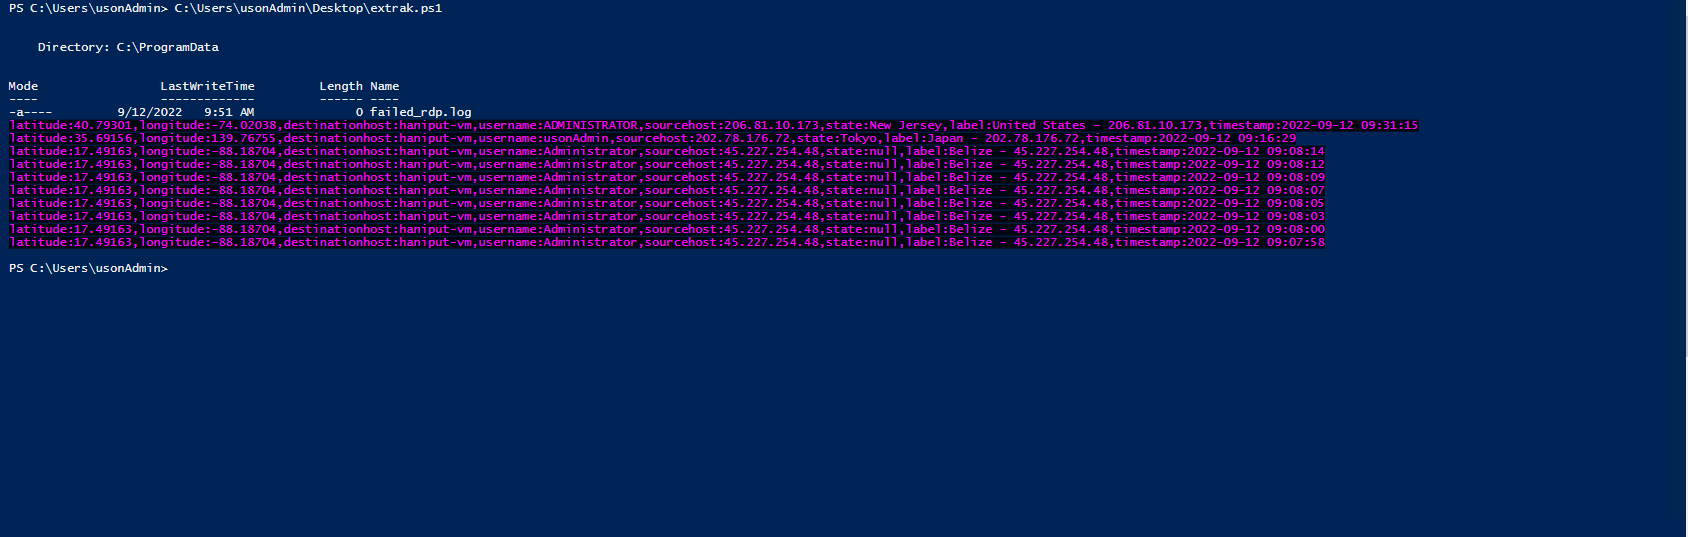 PS C:\Users\usonAdmin> C:\Users\usonAdmin\Desktop\extrak.ps1
Directory: C:\ProgramData
Mode LastWriteTime Length Name
---- ------------- ------ ----
-a---- 9/12/2022 9:51 AM 0 failed_rdp.log
latitude:40.79301,longitude:-74.02038,destinationhost:haniput-vm,username:ADMINISTRATOR,sourcehost:206.81.10.173,state:New Jersey,label:United States - 206.81.10.173,timestamp:2022-09-12 09:31:15
latitude:35.69156,longitude:139.76755,destinationhost:haniput-vm,username:usonAdmin,sourcehost:202.78.176.72,state:Tokyo,label:Japan - 202.78.176.72,timestamp:2022-09-12 09:16:29
latitude:17.49163,longitude:-88.18704,destinationhost:haniput-vm,username:Administrator,sourcehost:45.227.254.48,state:null,label:Belize - 45.227.254.48,timestamp:2022-09-12 09:08:14
latitude:17.49163,longitude:-88.18704,destinationhost:haniput-vm,username:Administrator,sourcehost:45.227.254.48,state:null,label:Belize - 45.227.254.48,timestamp:2022-09-12 09:08:12
latitude:17.49163,longitude:-88.18704,destinationhost:haniput-vm,username:Administrator,sourcehost:45.227.254.48,state:null,label:Belize - 45.227.254.48,timestamp:2022-09-12 09:08:09
latitude:17.49163,longitude:-88.18704,destinationhost:haniput-vm,username:Administrator,sourcehost:45.227.254.48,state:null,label:Belize - 45.227.254.48,timestamp:2022-09-12 09:08:07
latitude:17.49163,longitude:-88.18704,destinationhost:haniput-vm,username:Administrator,sourcehost:45.227.254.48,state:null,label:Belize - 45.227.254.48,timestamp:2022-09-12 09:08:05
latitude:17.49163,longitude:-88.18704,destinationhost:haniput-vm,username:Administrator,sourcehost:45.227.254.48,state:null,label:Belize - 45.227.254.48,timestamp:2022-09-12 09:08:03
latitude:17.49163,longitude:-88.18704,destinationhost:haniput-vm,username:Administrator,sourcehost:45.227.254.48,state:null,label:Belize - 45.227.254.48,timestamp:2022-09-12 09:08:00
latitude:17.49163,longitude:-88.18704,destinationhost:haniput-vm,username:Administrator,sourcehost:45.227.254.48,state:null,label:Belize - 45.227.254.48,timestamp:2022-09-12 09:07:58
PS C:\Users\usonAdmin>